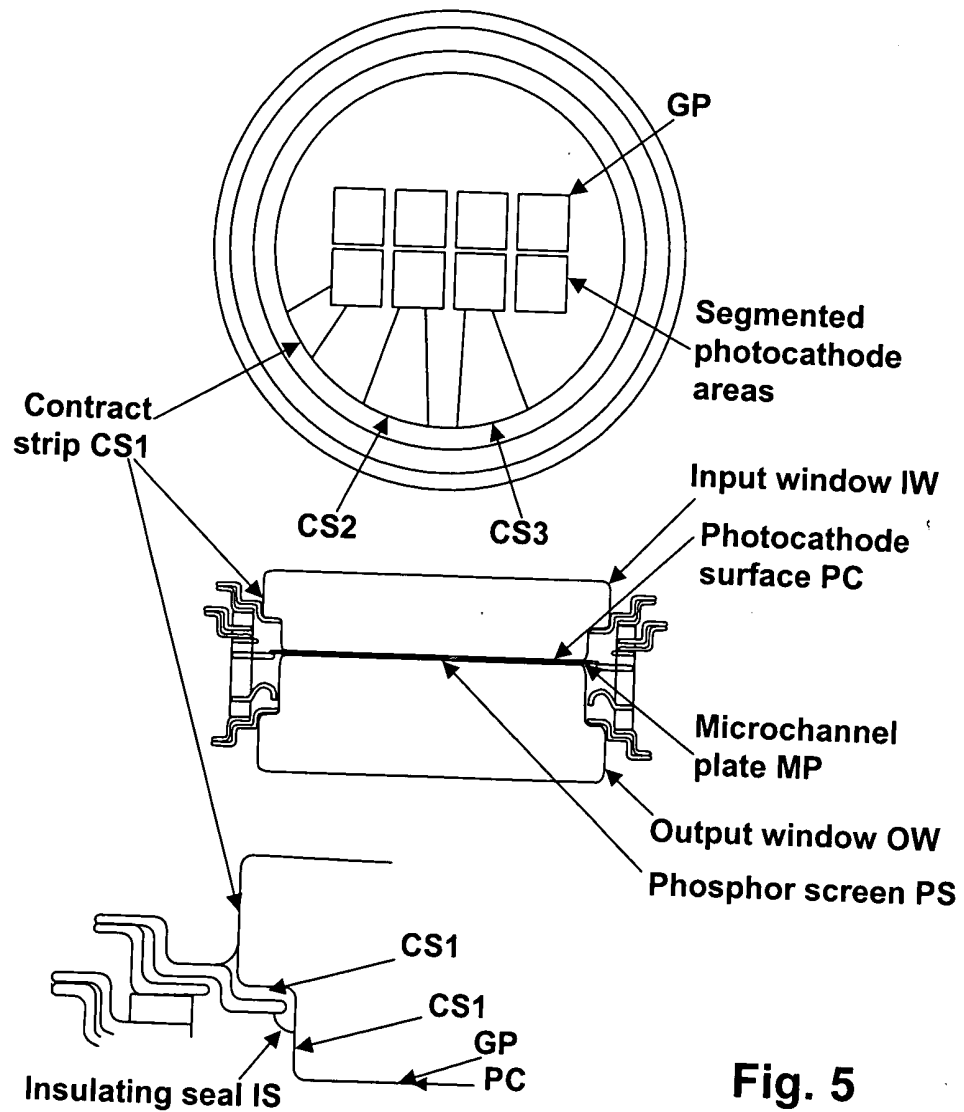 GP
Segmented
photocathode
areas
Contract
strip CS1
CS2
CS3
Input window IW
Photocathode
surface PC
Microchannel
plate MP
Output window OW
Phosphor screen PS
CS1
CS1
GP
PC
Insulating seal IS
Fig. 5